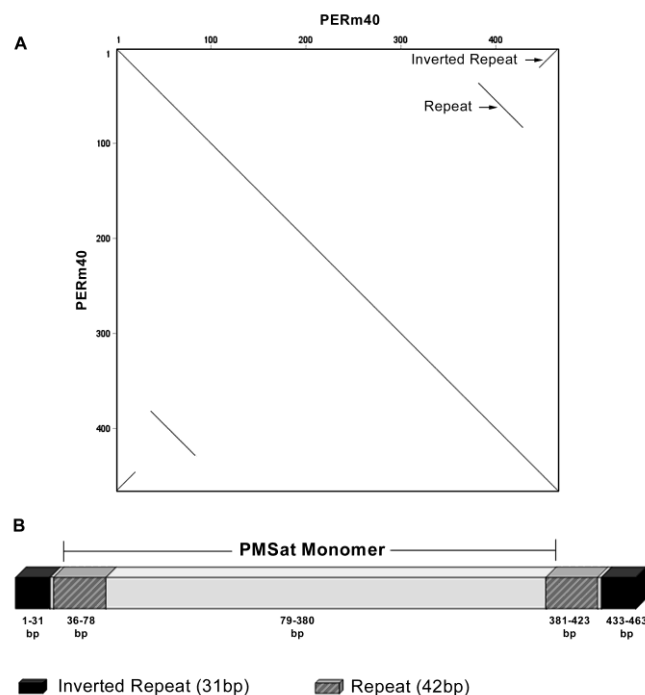 PERm40
A
1 100 200 300 400
1
Inverted Repeat
Repeat
100
200
PERm40
300
400
B
PMSat Monomer
1-31 36-78 79-380 381-423 433-463
bp bp bp bp bp
Inverted Repeat (31bp) Repeat (42bp)